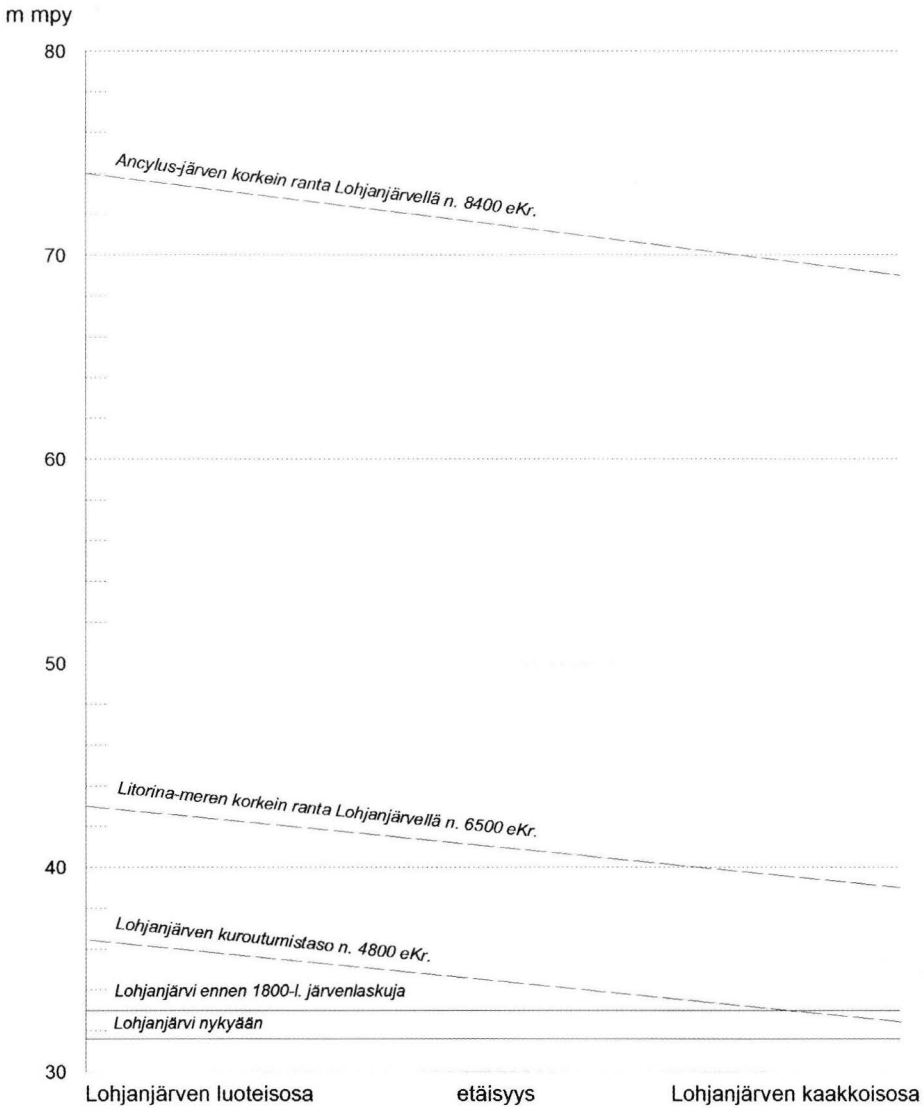 m mpy
80
Ancylus-järven korkein ranta Lohjanjärvellä n. 8400 eKr.
70
60
50
Litorina-meren korkein ranta Lohjanjärvellä n. 6500 eKr.
40
Lohjanjärven kuroutumistaso n. 4800 eKr.
Lohjanjärvi ennen 1800-l. järvenlaskuja
Lohjanjärvi nykyään
30
Lohjanjärven luoteisosa etäisyys Lohjanjärven kaakkoisosa